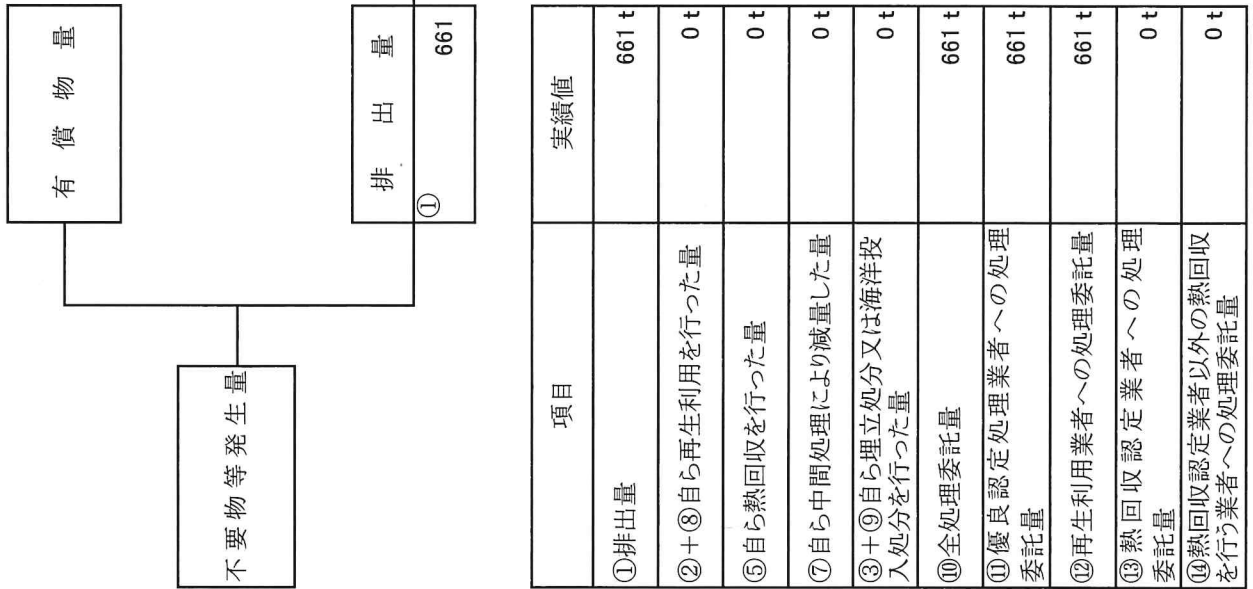 不要物等発生量
有償物量
排出量
①
661
項目
実績値
①排出量
661 t
②+⑧自ら再生利用を行った量
0 t
⑤自ら熱回収を行った量
0 t
⑦自ら中間処理により減量した量
0 t
③+⑨自ら埋立処分又は海洋投
入処分を行った量
0 t
⑩全処理委託量
661 t
⑪優良認定処理業者への処理
委託量
661 t
⑫再生利用業者への処理委託量
661 t
⑬熱回収認定業者への処理
委託量
0 t
⑭熱回収認定業者以外の熱回収
を行う業者への処理委託量
0 t